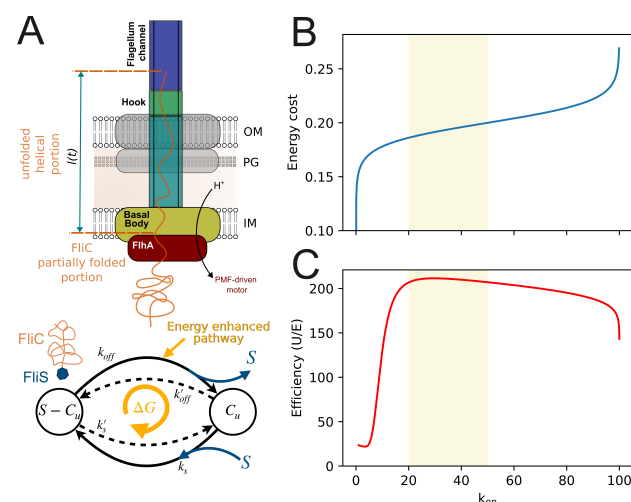 A
Flagellum
channel
Hook
unfolded
helical
portion
l(t)
OM
PG
H⁺
Basal
Body
IM
FlhA
FliC
partially folded
portion
PMF-driven
motor
FliC
FliS
Energy enhanced
pathway
k_off
S
k'_off
S − C_u
ΔG
C_u
k'_s
k_s
S
B
Energy cost
0.25
0.20
0.15
0.10
C
Efficiency (U/E)
200
150
100
50
0
0 20 40 60 80 100
k_on